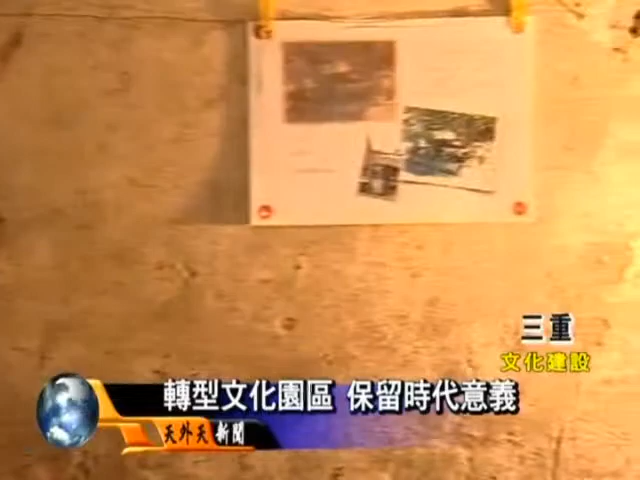 三重
文化建設
轉型文化園區 保留時代意義
天外天 新聞